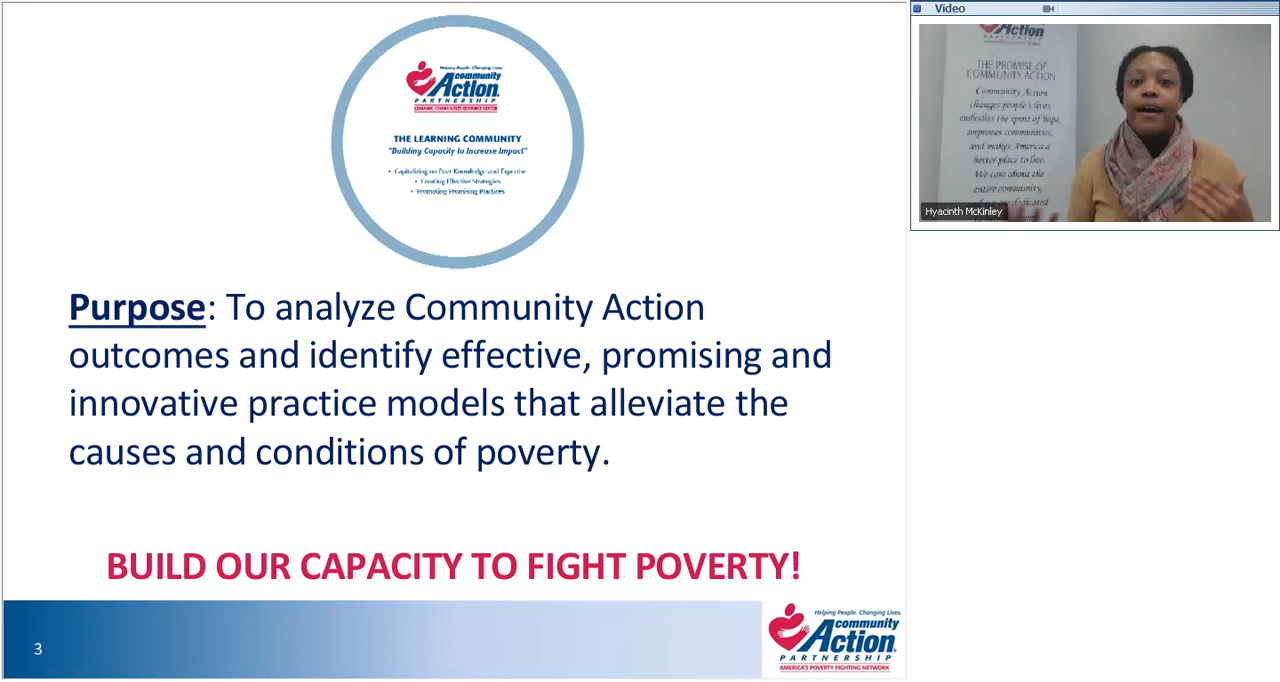 Helping People. Changing Lives.
community
Action
PARTNERSHIP
LEARNING COMMUNITIES RESOURCE CENTER
THE LEARNING COMMUNITY
"Building Capacity to Increase Impact"
• Capitalizing on Peer Knowledge and Expertise
• Creating Effective Strategies
• Promoting Promising Practices
Purpose: To analyze Community Action
outcomes and identify effective, promising and
innovative practice models that alleviate the
causes and conditions of poverty.
BUILD OUR CAPACITY TO FIGHT POVERTY!
3
Helping People. Changing Lives.
community
Action®
PARTNERSHIP
AMERICA'S POVERTY FIGHTING NETWORK
Video
Action
PARTNERSHIP
THE PROMISE OF
COMMUNITY ACTION
Community Action
changes people's lives,
embodies the spirit of hope,
improves communities,
and makes America a
better place to live.
We care about the
entire community,
are dedicated
Hyacinth McKinley